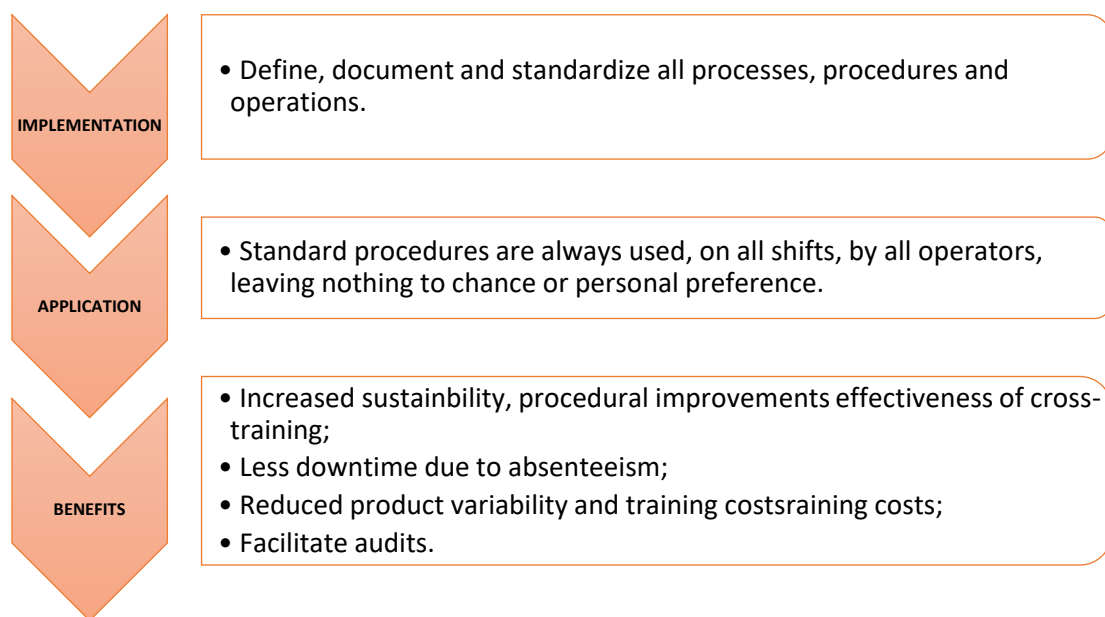 IMPLEMENTATION
• Define, document and standardize all processes, procedures and
operations.
APPLICATION
• Standard procedures are always used, on all shifts, by all operators,
leaving nothing to chance or personal preference.
BENEFITS
• Increased sustainbility, procedural improvements effectiveness of cross-
training;
• Less downtime due to absenteeism;
• Reduced product variability and training costsraining costs;
• Facilitate audits.